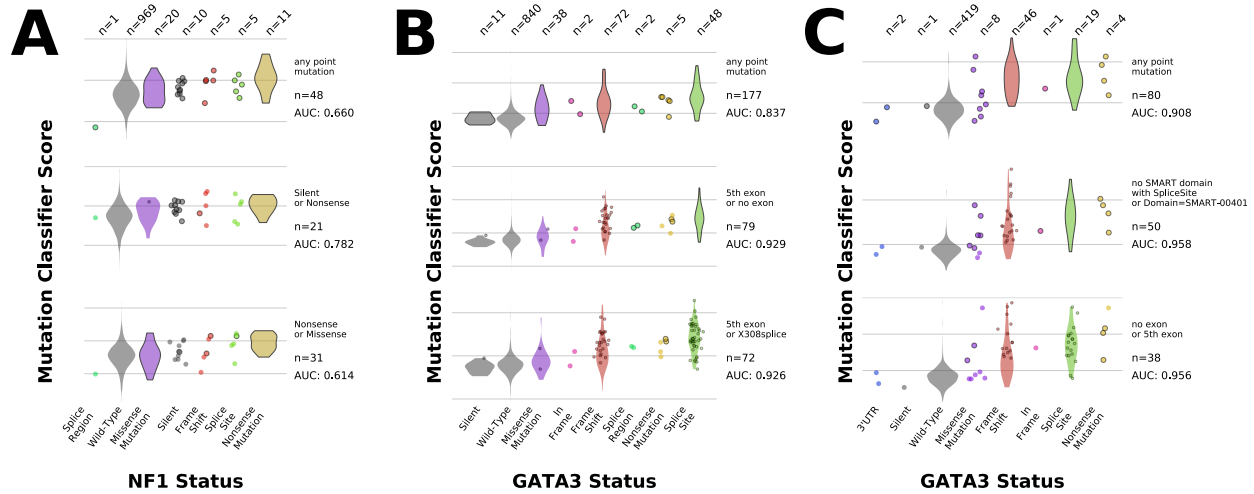 A
n=1
n=969
n=20
n=10
n=5
n=5
n=11
Mutation Classifier Score
any point
mutation
n=48
AUC: 0.660
Silent
or Nonsense
n=21
AUC: 0.782
Nonsense
or Missense
n=31
AUC: 0.614
Splice
Region
Wild-Type
Missense
Mutation
Silent
Frame
Shift
Splice
Site
Nonsense
Mutation
NF1 Status
B
n=11
n=840
n=38
n=2
n=72
n=2
n=5
n=48
Mutation Classifier Score
any point
mutation
n=177
AUC: 0.837
5th exon
or no exon
n=79
AUC: 0.929
5th exon
or X308splice
n=72
AUC: 0.926
Silent
Wild-Type
Missense
Mutation
In
Frame
Frame
Shift
Splice
Region
Nonsense
Mutation
Splice
Site
GATA3 Status
C
n=2
n=1
n=419
n=8
n=46
n=1
n=19
n=4
Mutation Classifier Score
any point
mutation
n=80
AUC: 0.908
no SMART domain
with SpliceSite
or Domain=SMART-00401
n=50
AUC: 0.958
no exon
or 5th exon
n=38
AUC: 0.956
3'UTR
Silent
Wild-Type
Missense
Mutation
Frame
Shift
In
Frame
Splice
Site
Nonsense
Mutation
GATA3 Status